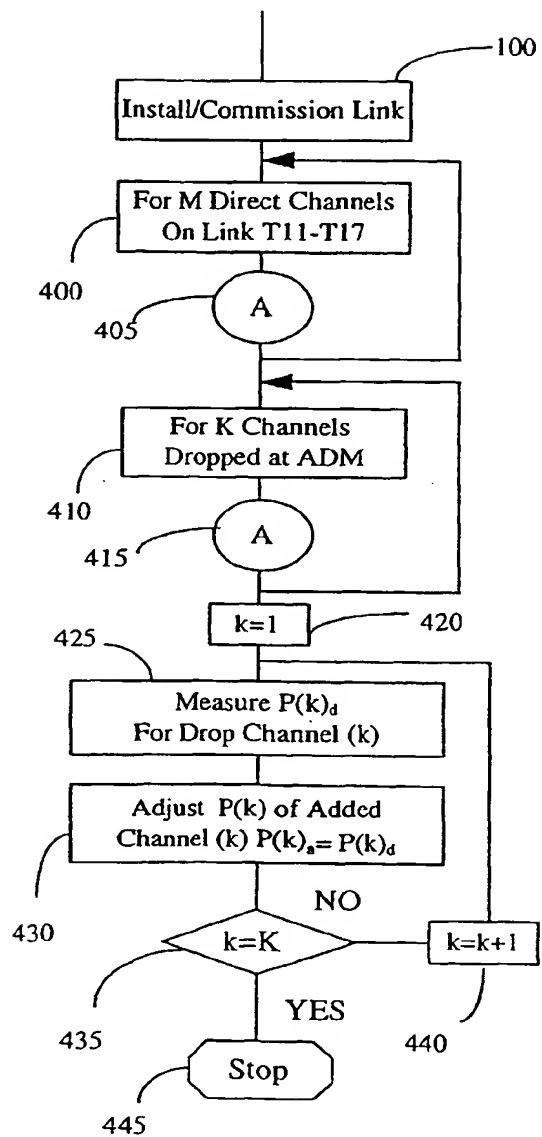 100
Install/Commission Link
For M Direct Channels
On Link T11-T17
400
405
A
For K Channels
Dropped at ADM
410
A
415
k=1
420
425
Measure P(k)d
For Drop Channel (k)
Adjust P(k) of Added
Channel (k) P(k)a= P(k)d
430
NO
k=K
k=k+1
435
YES
440
Stop
445